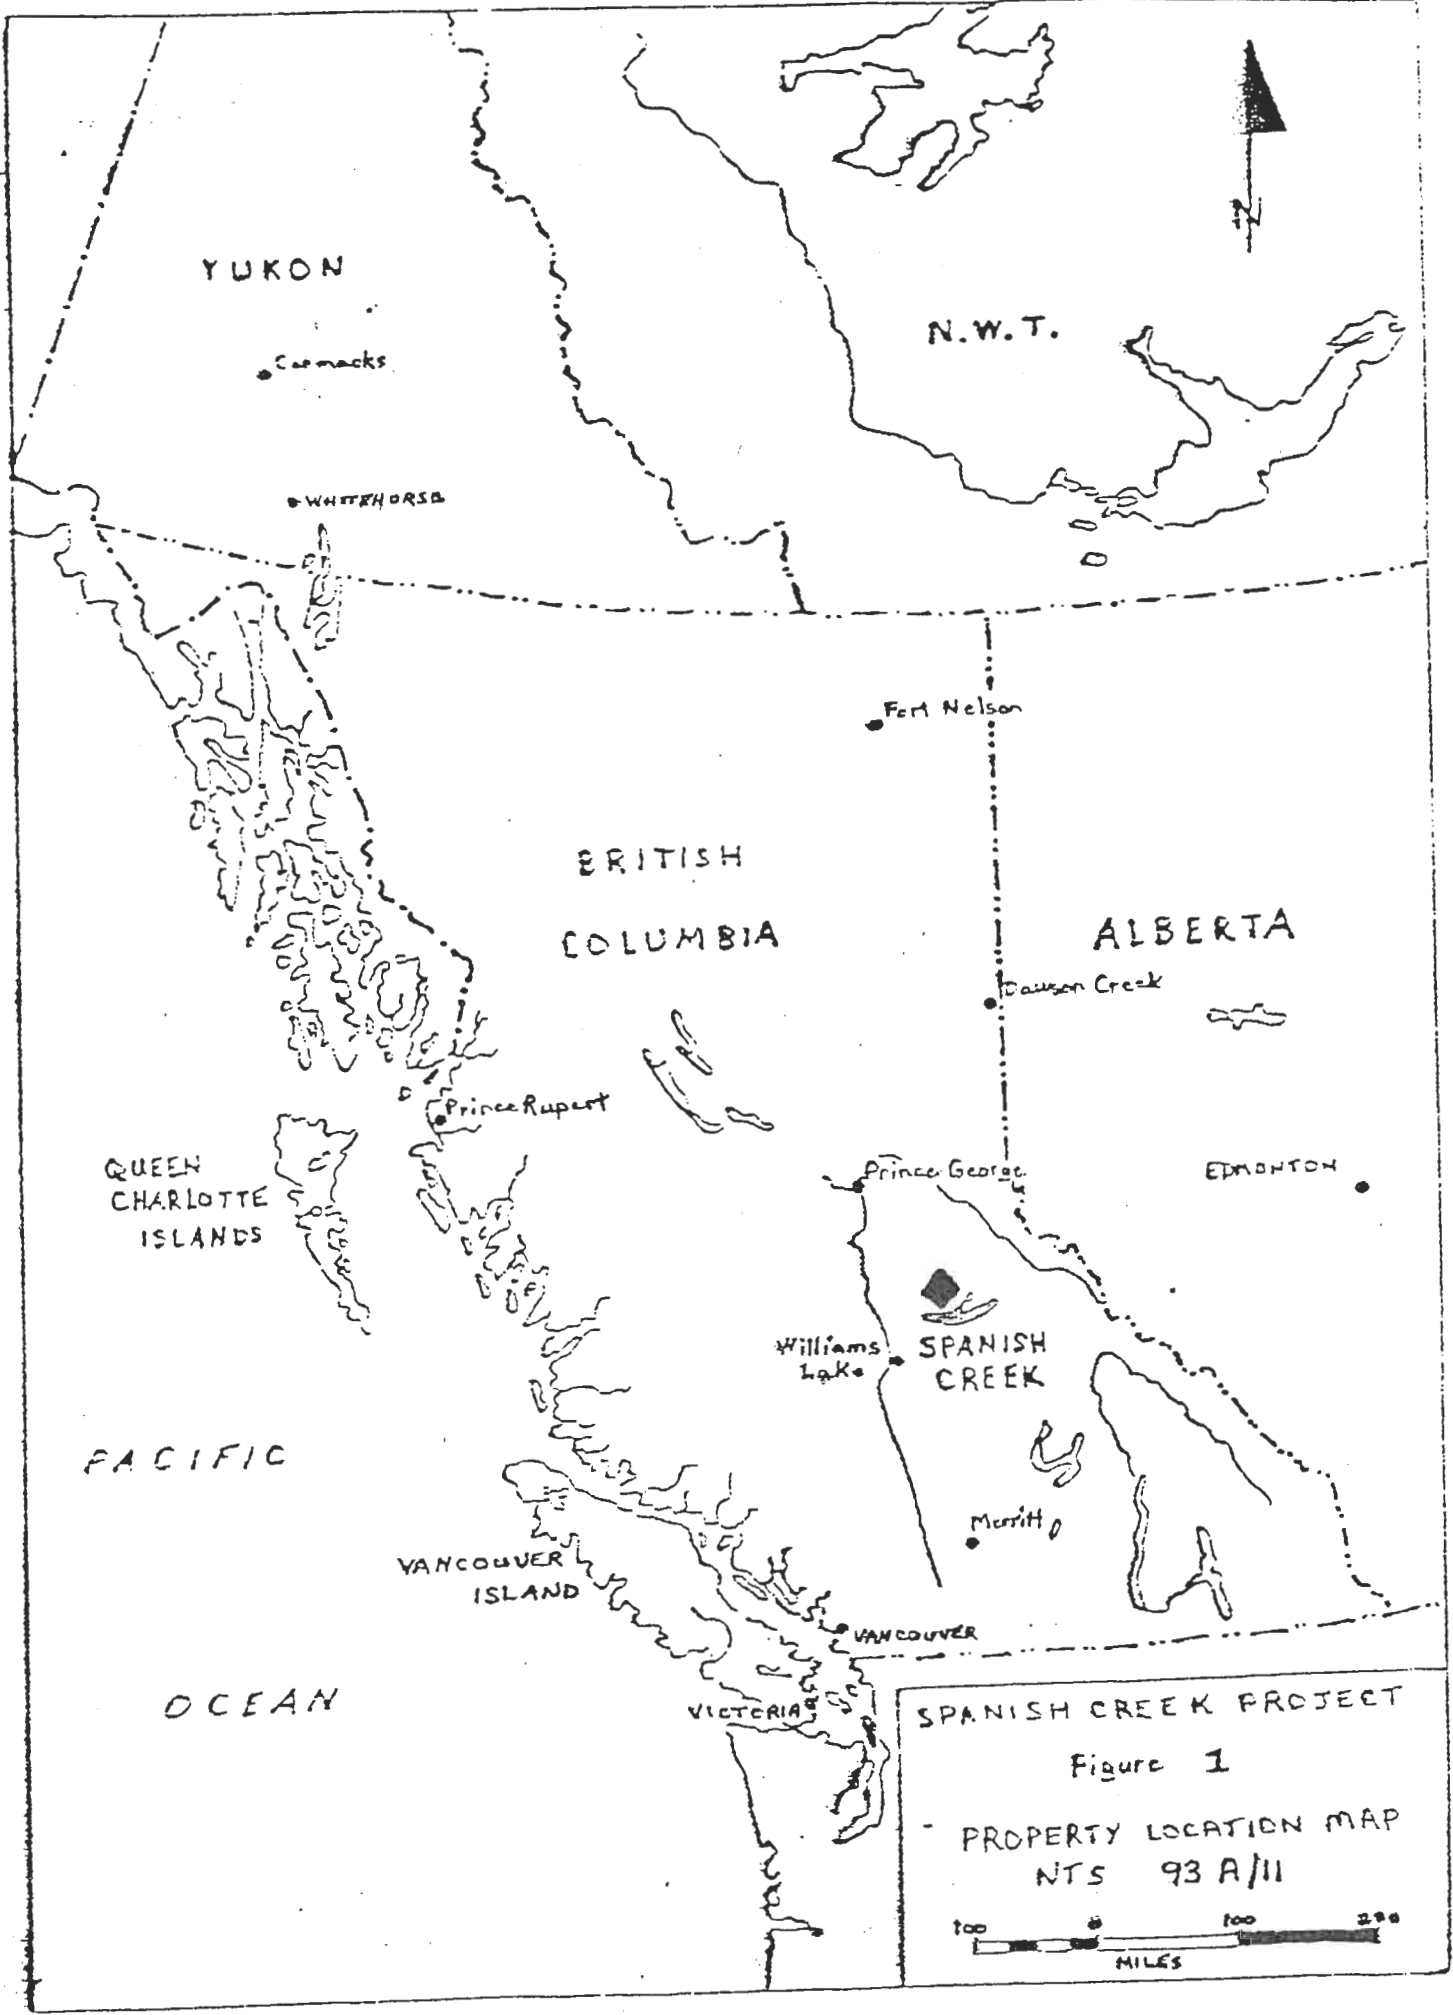 N
YUKON
N.W.T.
Carmacks
WHITEHORSE
Fort Nelson
BRITISH
COLUMBIA
ALBERTA
Dawson Creek
Prince Rupert
QUEEN
CHARLOTTE
ISLANDS
Prince George
EDMONTON
Williams
Lake
SPANISH
CREEK
PACIFIC
Merritt
VANCOUVER
ISLAND
VANCOUVER
OCEAN
VICTORIA
SPANISH CREEK PROJECT
Figure 1
PROPERTY LOCATION MAP
NTS 93 A/11
100 0 100 200
MILES